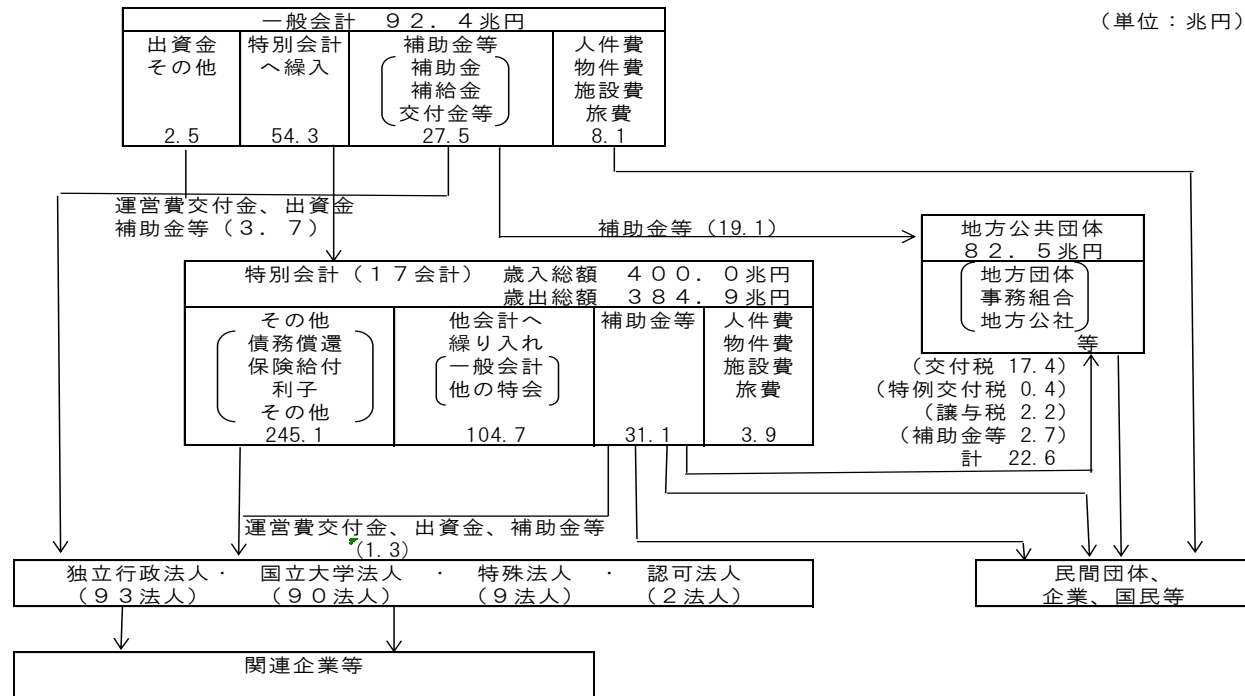 一般会計　９２．４兆円
（単位：兆円）
出資金
その他
2.5
特別会計
へ繰入
54.3
補助金等
補助金
補給金
交付金等
27.5
人件費
物件費
施設費
旅費
8.1
運営費交付金、出資金
補助金等（３．７）
補助金等（19.1）
地方公共団体
８２．５兆円
地方団体
事務組合
地方公社
等
特別会計（１７会計）　歳入総額　４００．０兆円
歳出総額　３８４．９兆円
その他
債務償還
保険給付
利子
その他
245.1
他会計へ
繰り入れ
一般会計
他の特会
104.7
補助金等
31.1
人件費
物件費
施設費
旅費
3.9
（交付税 17.4）
（特例交付税 0.4）
（譲与税 2.2）
（補助金等 2.7）
計　22.6
運営費交付金、出資金、補助金等
（1.3）
独立行政法人・　国立大学法人　・　特殊法人　・　認可法人
（９３法人）　（９０法人）　（９法人）　（２法人）
民間団体、
企業、国民等
関連企業等